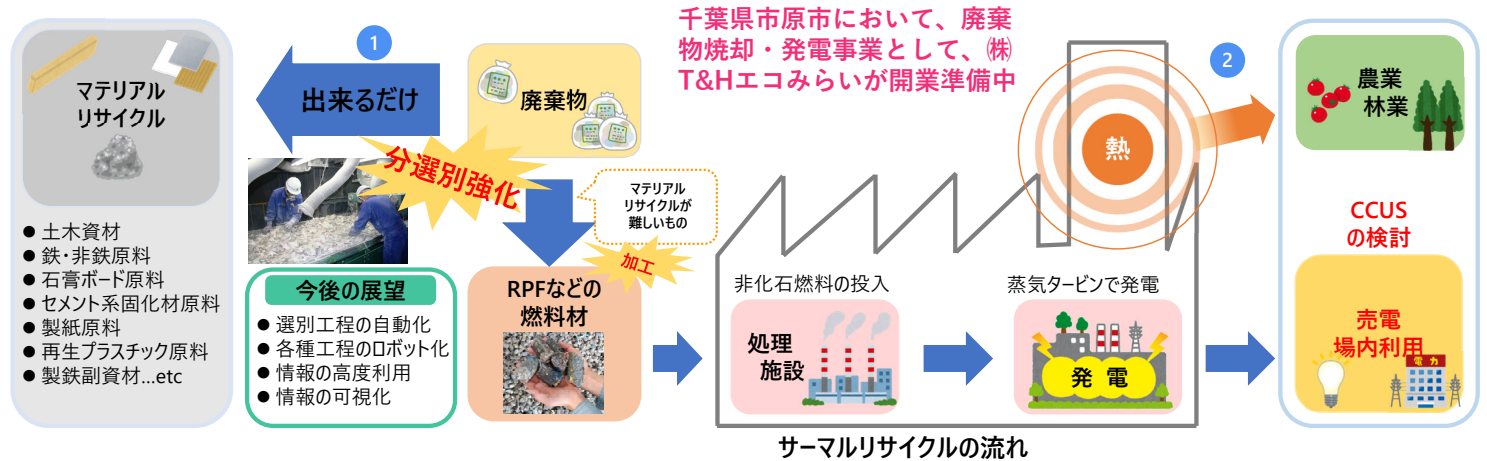 千葉県市原市において、廃棄
物焼却・発電事業として、㈱
T&Hエコみらいが開業準備中
1
マテリアル
リサイクル
出来るだけ
廃棄物
分選別強化
マテリアル
リサイクルが
難しいもの
加工
● 土木資材
● 鉄・非鉄原料
● 石膏ボード原料
● セメント系固化材原料
● 製紙原料
● 再生プラスチック原料
● 製鉄副資材...etc
今後の展望
● 選別工程の自動化
● 各種工程のロボット化
● 情報の高度利用
● 情報の可視化
RPFなどの
燃料材
非化石燃料の投入
処理
施設
蒸気タービンで発電
発 電
熱
2
農業
林業
CCUS
の検討
売電
場内利用
電力
サーマルリサイクルの流れ